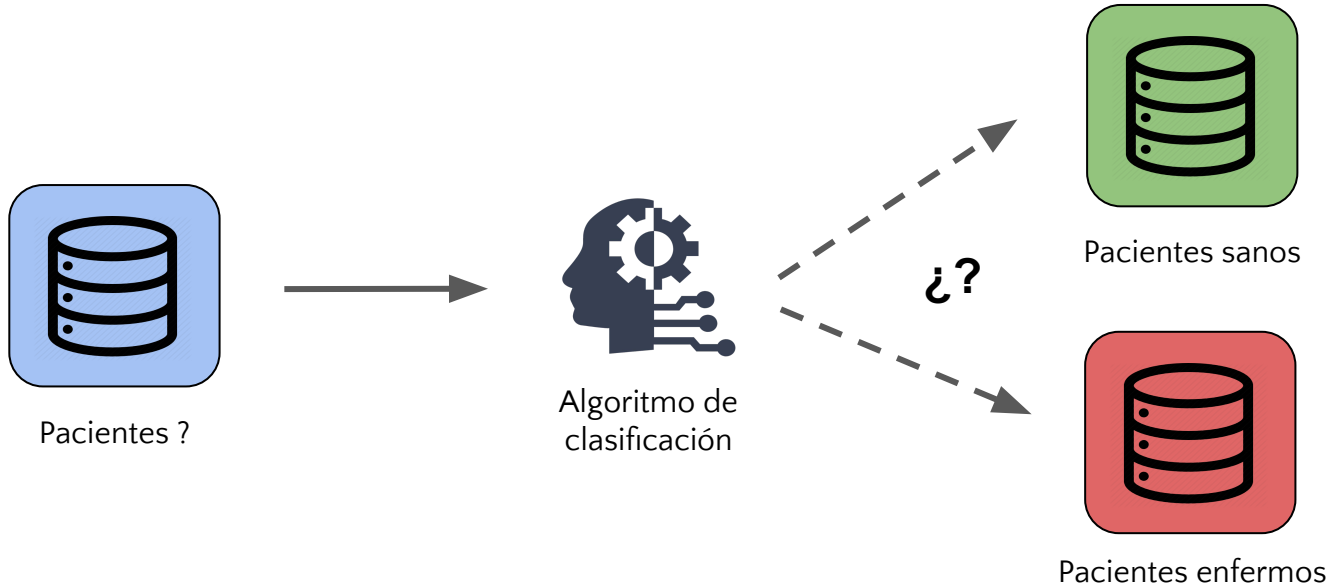 Pacientes ?
Algoritmo de
clasificación
¿?
Pacientes sanos
Pacientes enfermos